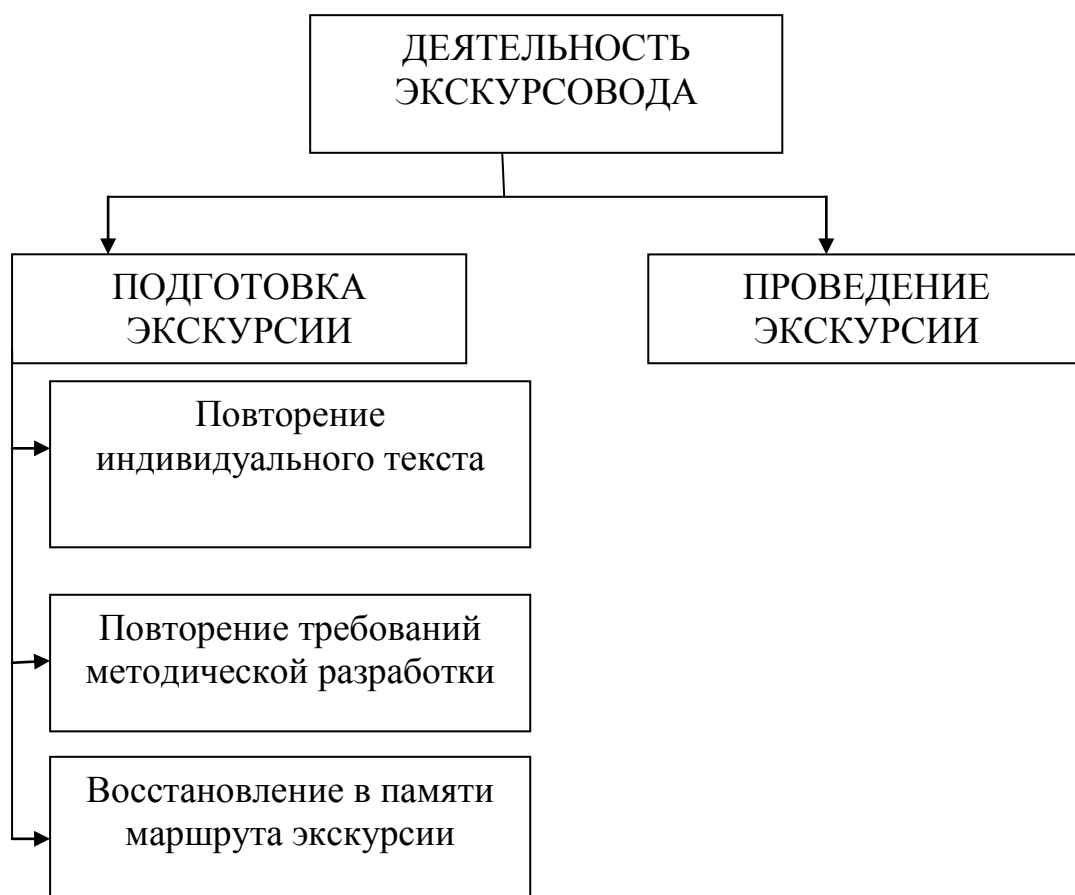 ДЕЯТЕЛЬНОСТЬ
ЭКСКУРСОВОДА
ПОДГОТОВКА
ЭКСКУРСИИ
ПРОВЕДЕНИЕ
ЭКСКУРСИИ
Повторение
индивидуального текста
Повторение требований
методической разработки
Восстановление в памяти
маршрута экскурсии